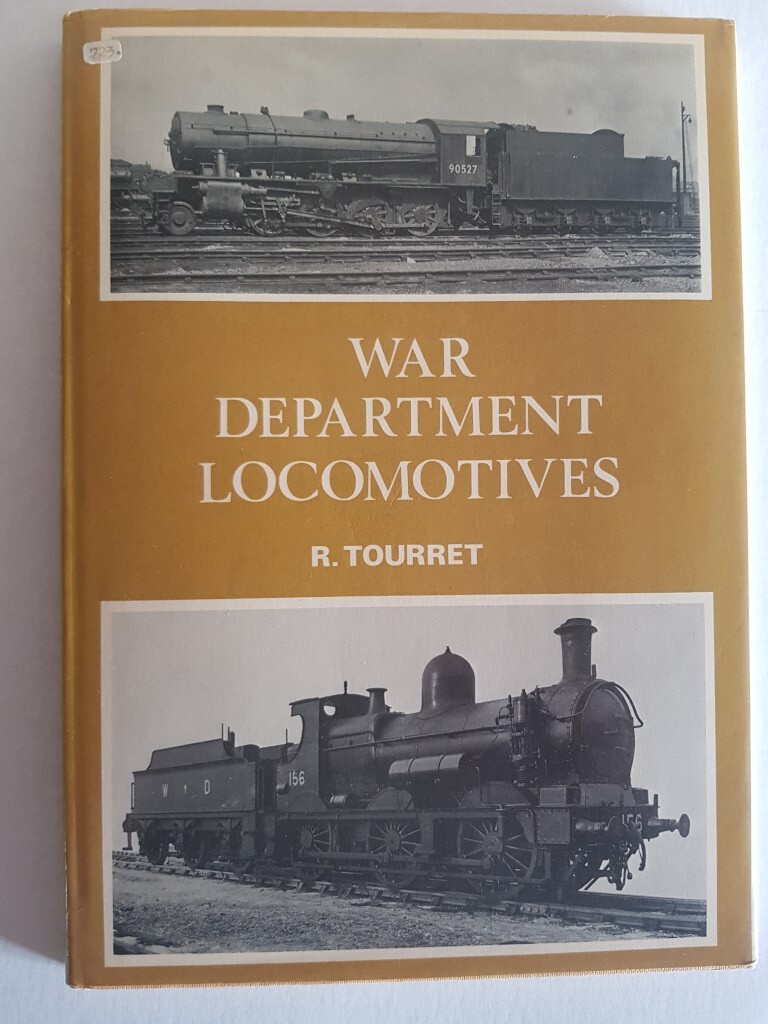 723.
90527
WAR
DEPARTMENT
LOCOMOTIVES
R. TOURRET
156
W D
156